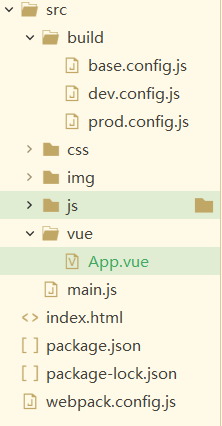 src
build
base.config.js
dev.config.js
prod.config.js
css
img
js
vue
App.vue
main.js
index.html
package.json
package-lock.json
webpack.config.js